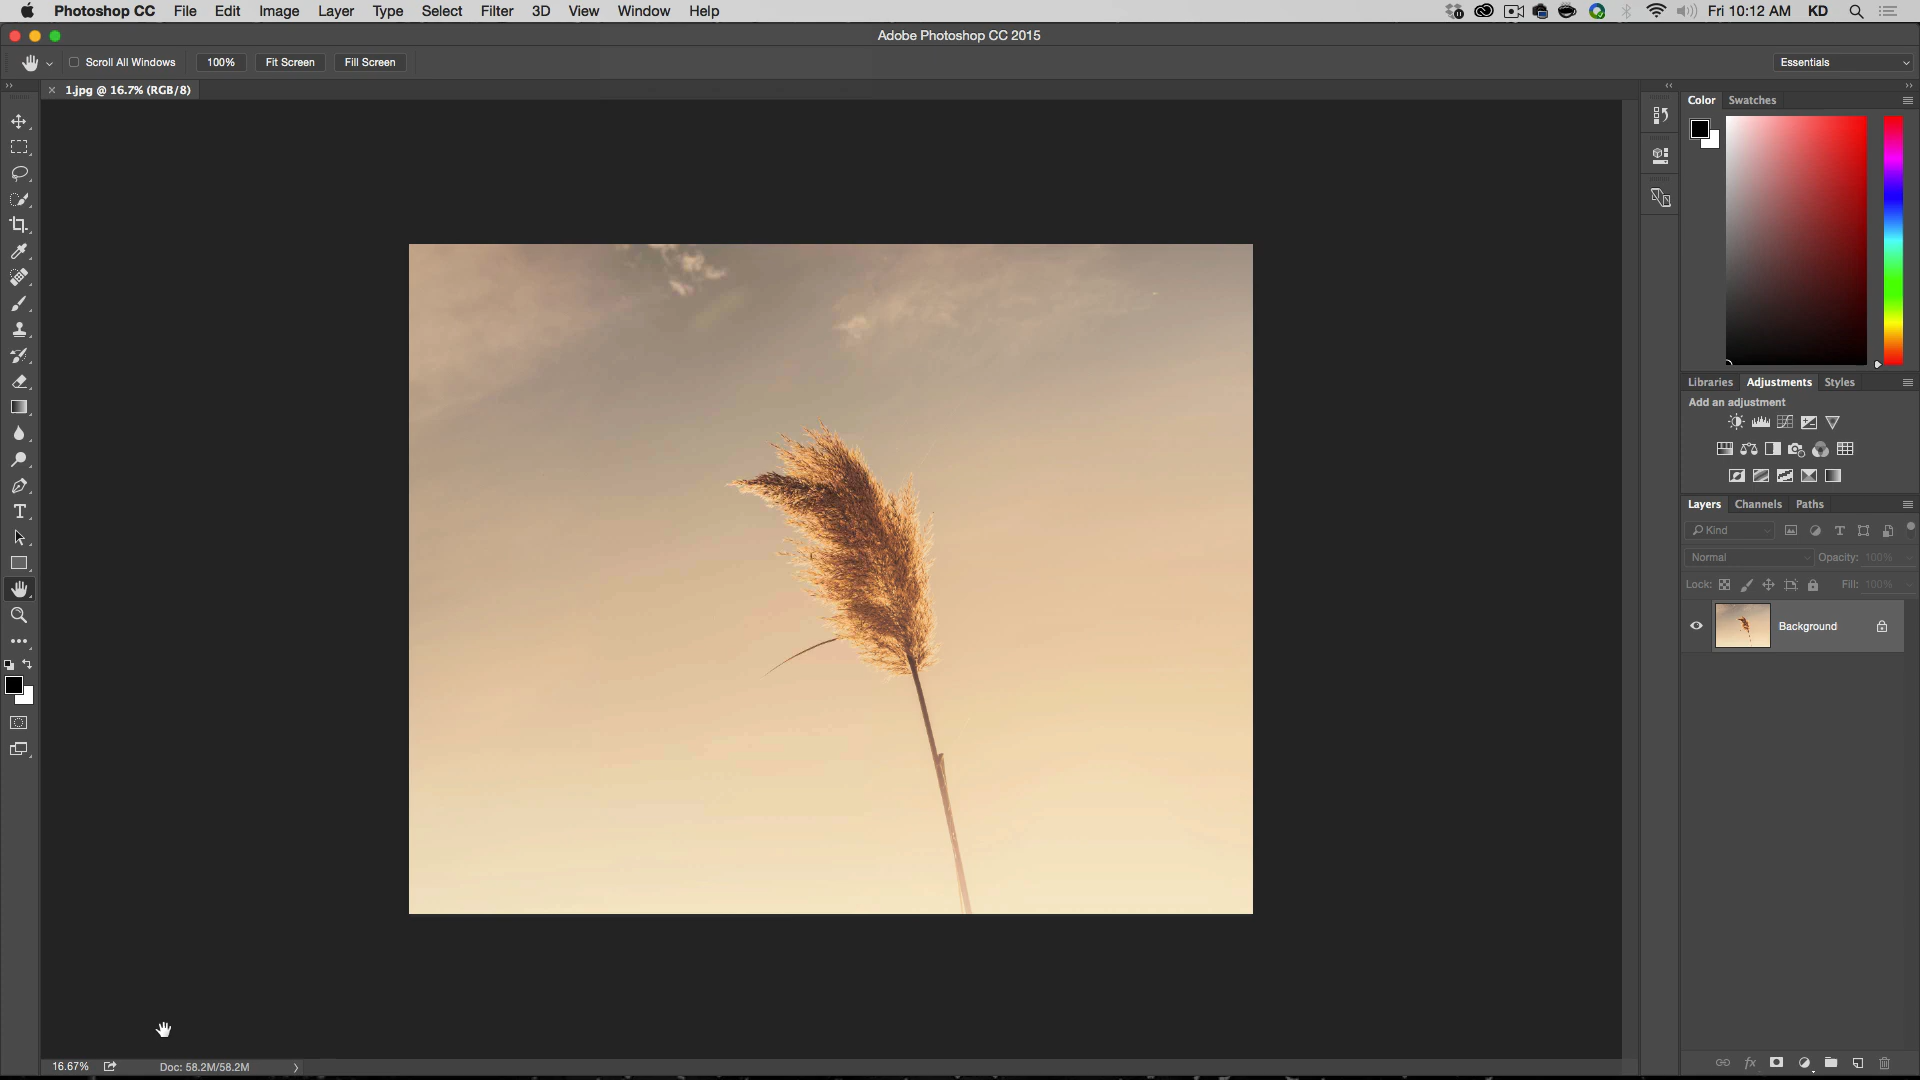 Photoshop CC File Edit Image Layer Type Select Filter 3D View Window Help Fri 10:12 AM KD
Adobe Photoshop CC 2015
Scroll All Windows 100% Fit Screen Fill Screen Essentials
1.jpg @ 16.7% (RGB/8)
Color Swatches
Libraries Adjustments Styles
Add an adjustment
Layers Channels Paths
Kind
Normal Opacity: 100%
Lock: Fill: 100%
Background
16.67% Doc: 58.2M/58.2M